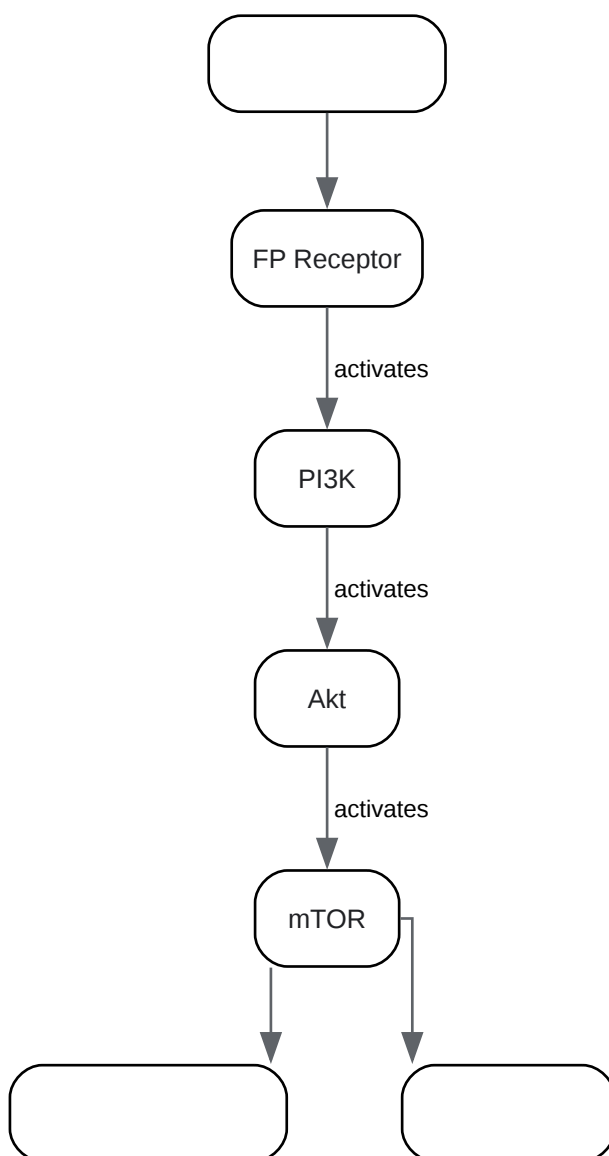 FP Receptor
activates
PI3K
activates
Akt
activates
mTOR